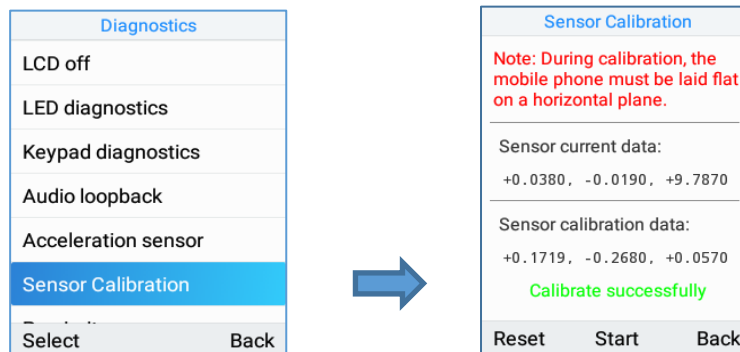 Diagnostics
LCD off
LED diagnostics
Keypad diagnostics
Audio loopback
Acceleration sensor
Sensor Calibration
Select Back
Sensor Calibration
Note: During calibration, the
mobile phone must be laid flat
on a horizontal plane.
Sensor current data:
+0.0380, -0.0190, +9.7870
Sensor calibration data:
+0.1719, -0.2680, +0.0570
Calibrate successfully
Reset Start Back